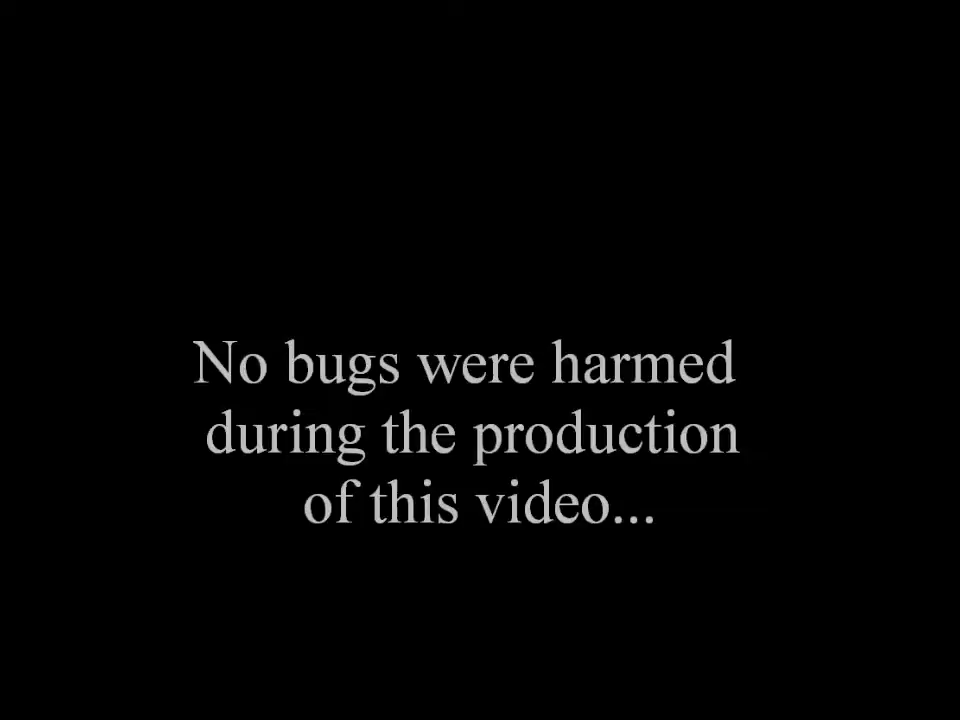 No bugs were harmed
during the production
of this video...